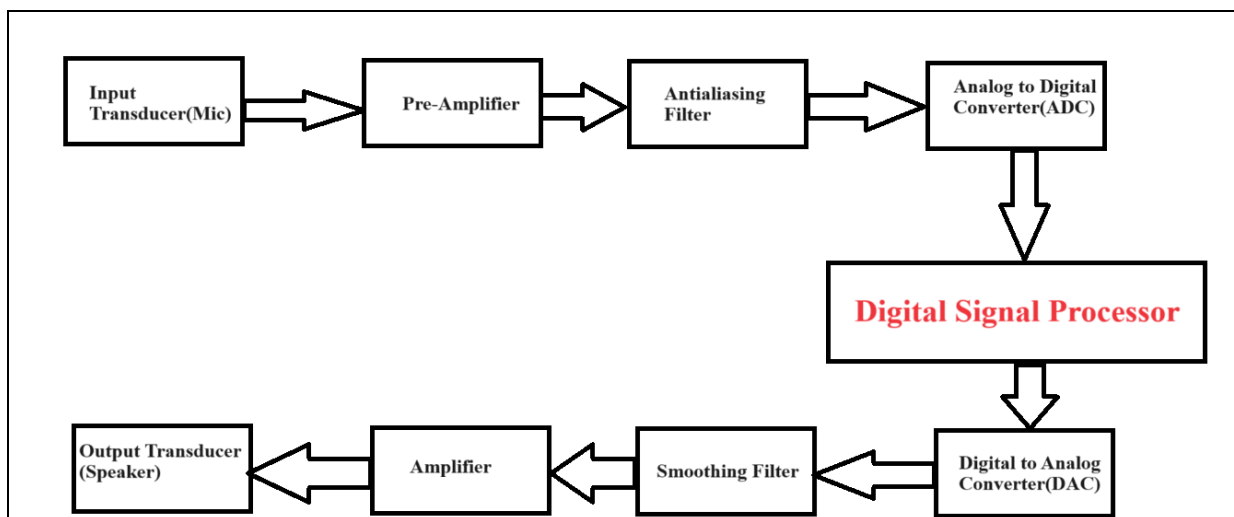 Input
Transducer(Mic)
Pre-Amplifier
Antialiasing
Filter
Analog to Digital
Converter(ADC)
Digital Signal Processor
Output Transducer
(Speaker)
Amplifier
Smoothing Filter
Digital to Analog
Converter(DAC)